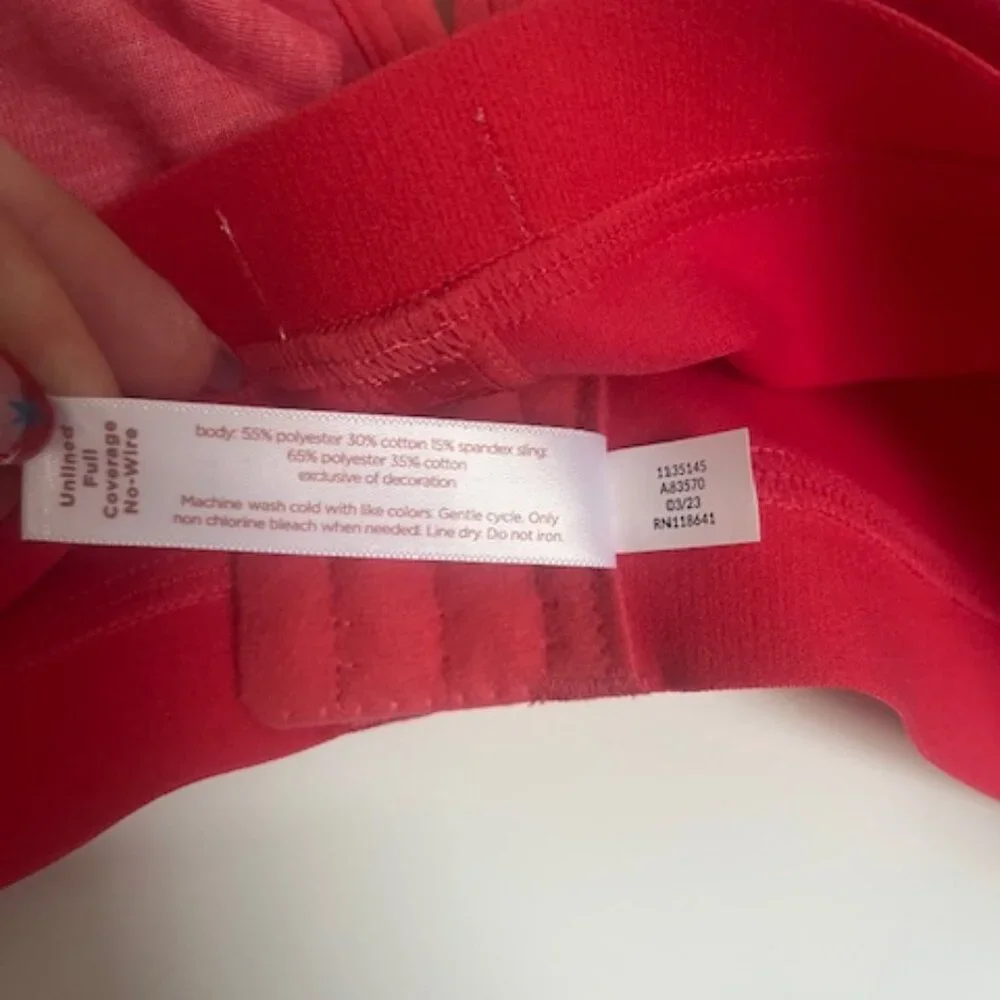 Unlined
Full
Coverage
No-Wire
body: 55% polyester 30% cotton 15% spandex sling:
65% polyester 35% cotton
exclusive of decoration
Machine wash cold with like colors. Gentle cycle. Only
non chlorine bleach when needed. Line dry. Do not iron.
1135145
A83570
03/23
RN118641